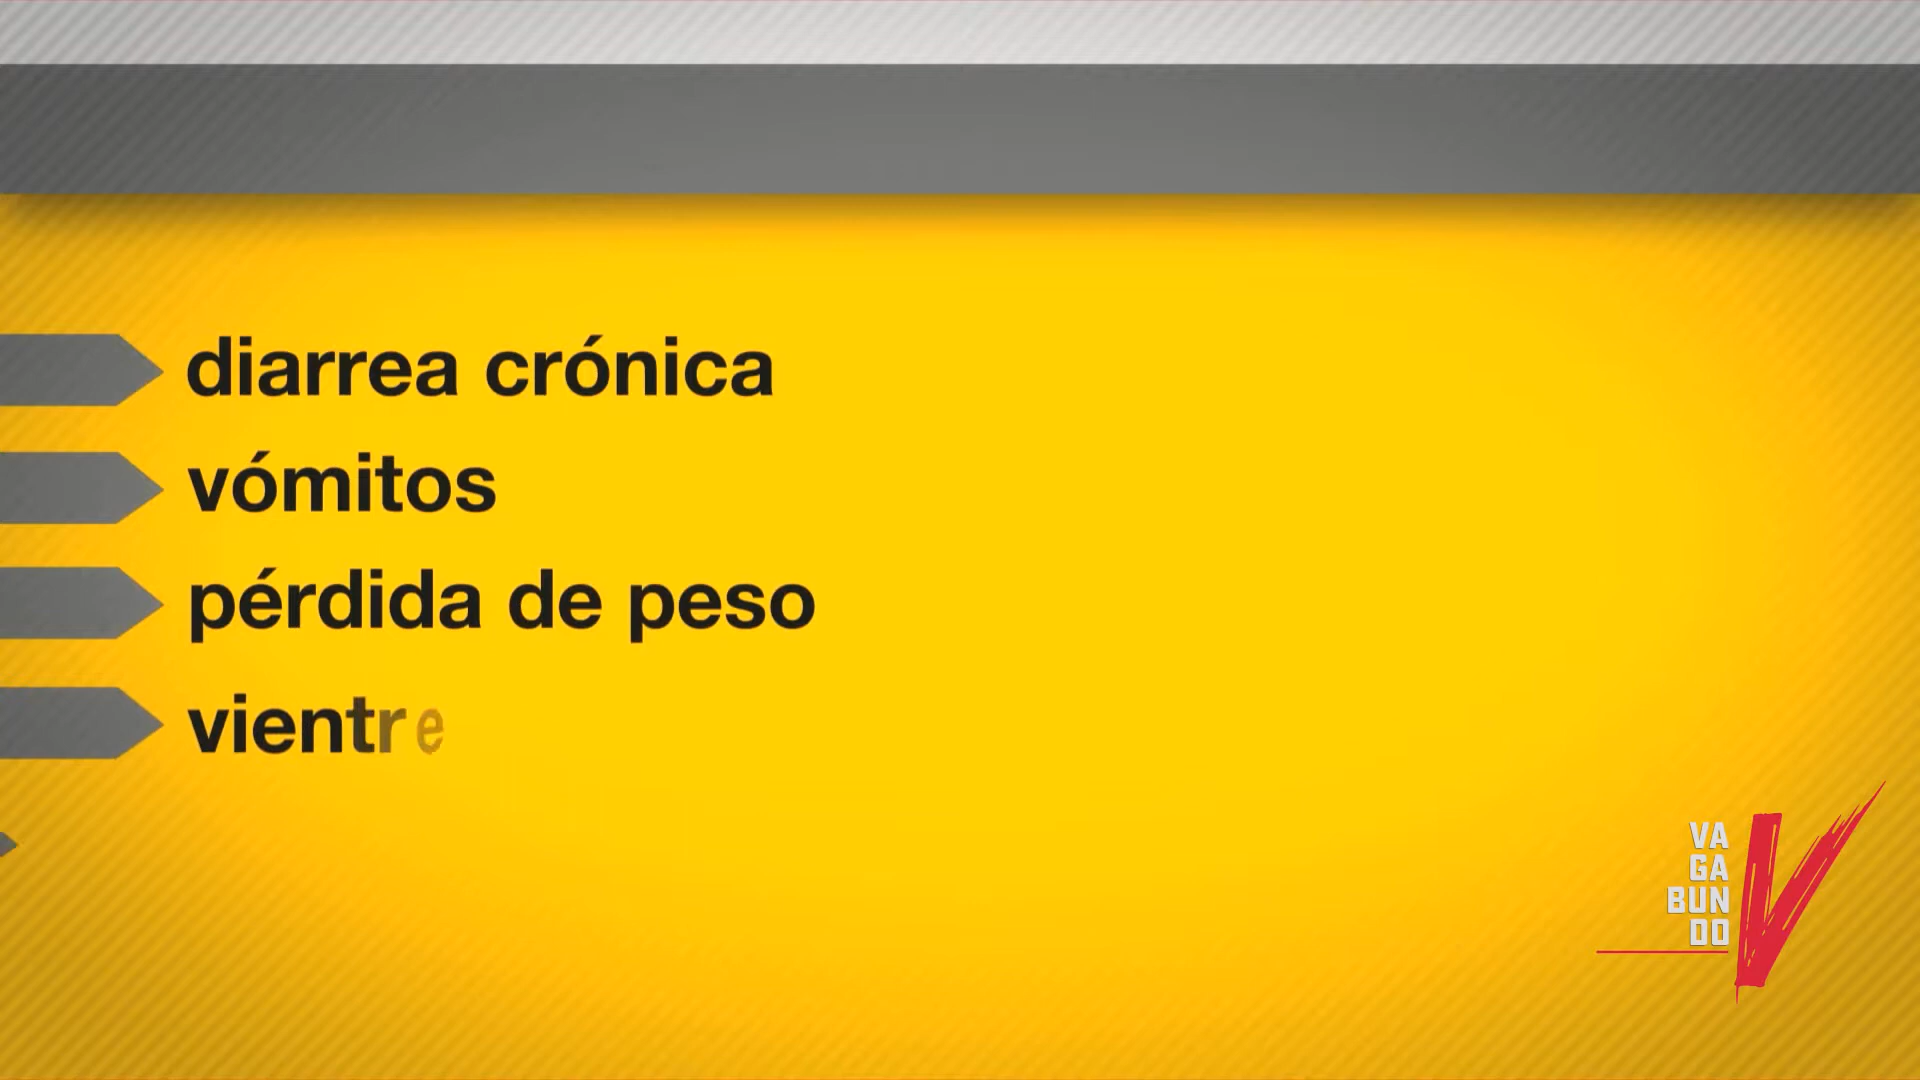 diarrea crónica
vómitos
pérdida de peso
vientre
VA
GA
BUN
DO
V